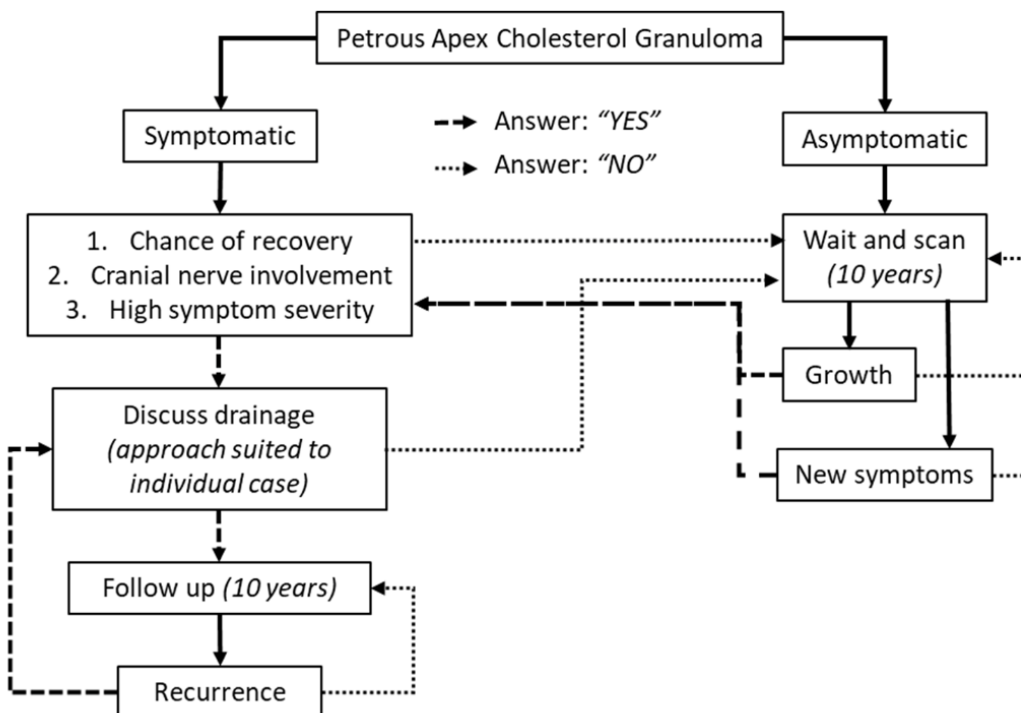 Petrous Apex Cholesterol Granuloma
Symptomatic
Answer: “YES”
Answer: “NO”
Asymptomatic
1. Chance of recovery
2. Cranial nerve involvement
3. High symptom severity
Wait and scan
(10 years)
Growth
Discuss drainage
(approach suited to
individual case)
New symptoms
Follow up (10 years)
Recurrence